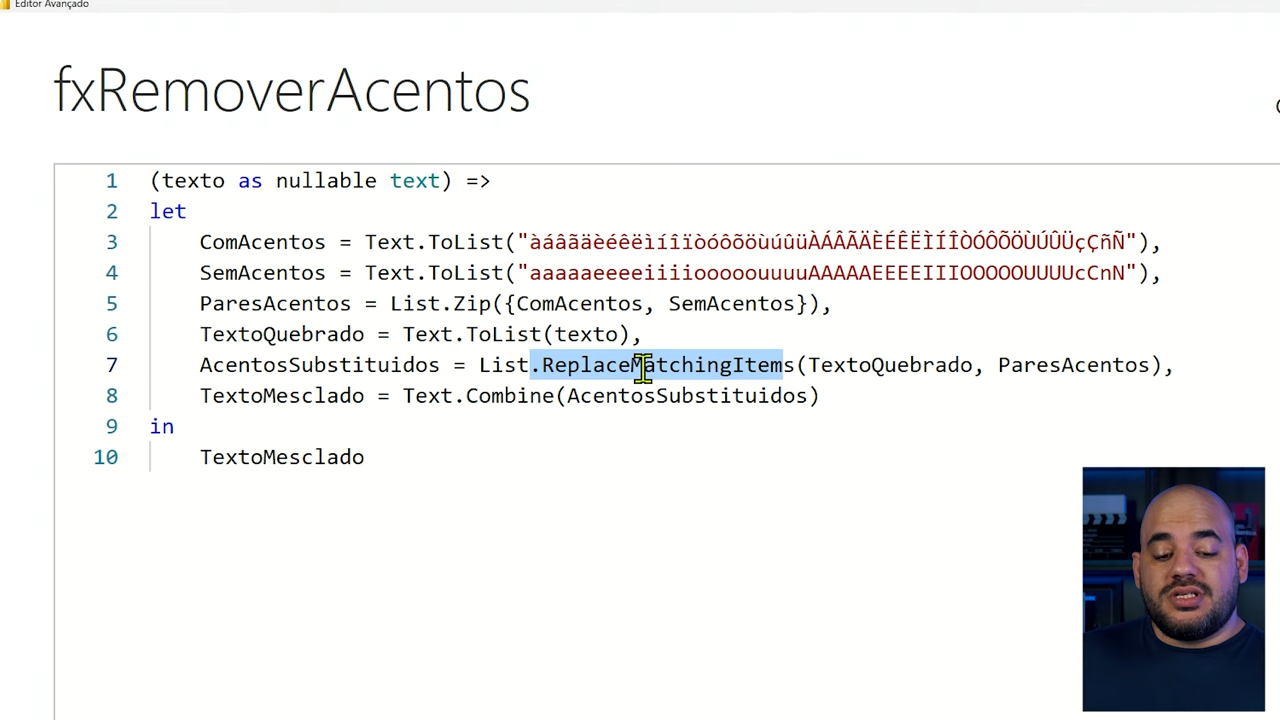 Editor Avançado
fxRemoverAcentos
1 (texto as nullable text) =>
2 let
3 ComAcentos = Text.ToList("àáâãäèéêëìíîïòóôõöùúûüÀÁÂÃÄÈÉÊËÌÍÎÒÓÔÕÖÙÚÛÜçÇñÑ"),
4 SemAcentos = Text.ToList("aaaaaeeeeiiiiooooouuuuAAAAAEEEEIIIOOOOOUUUUcCnN"),
5 ParesAcentos = List.Zip({ComAcentos, SemAcentos}),
6 TextoQuebrado = Text.ToList(texto),
7 AcentosSubstituidos = List.ReplaceMatchingItems(TextoQuebrado, ParesAcentos),
8 TextoMesclado = Text.Combine(AcentosSubstituidos)
9 in
10 TextoMesclado